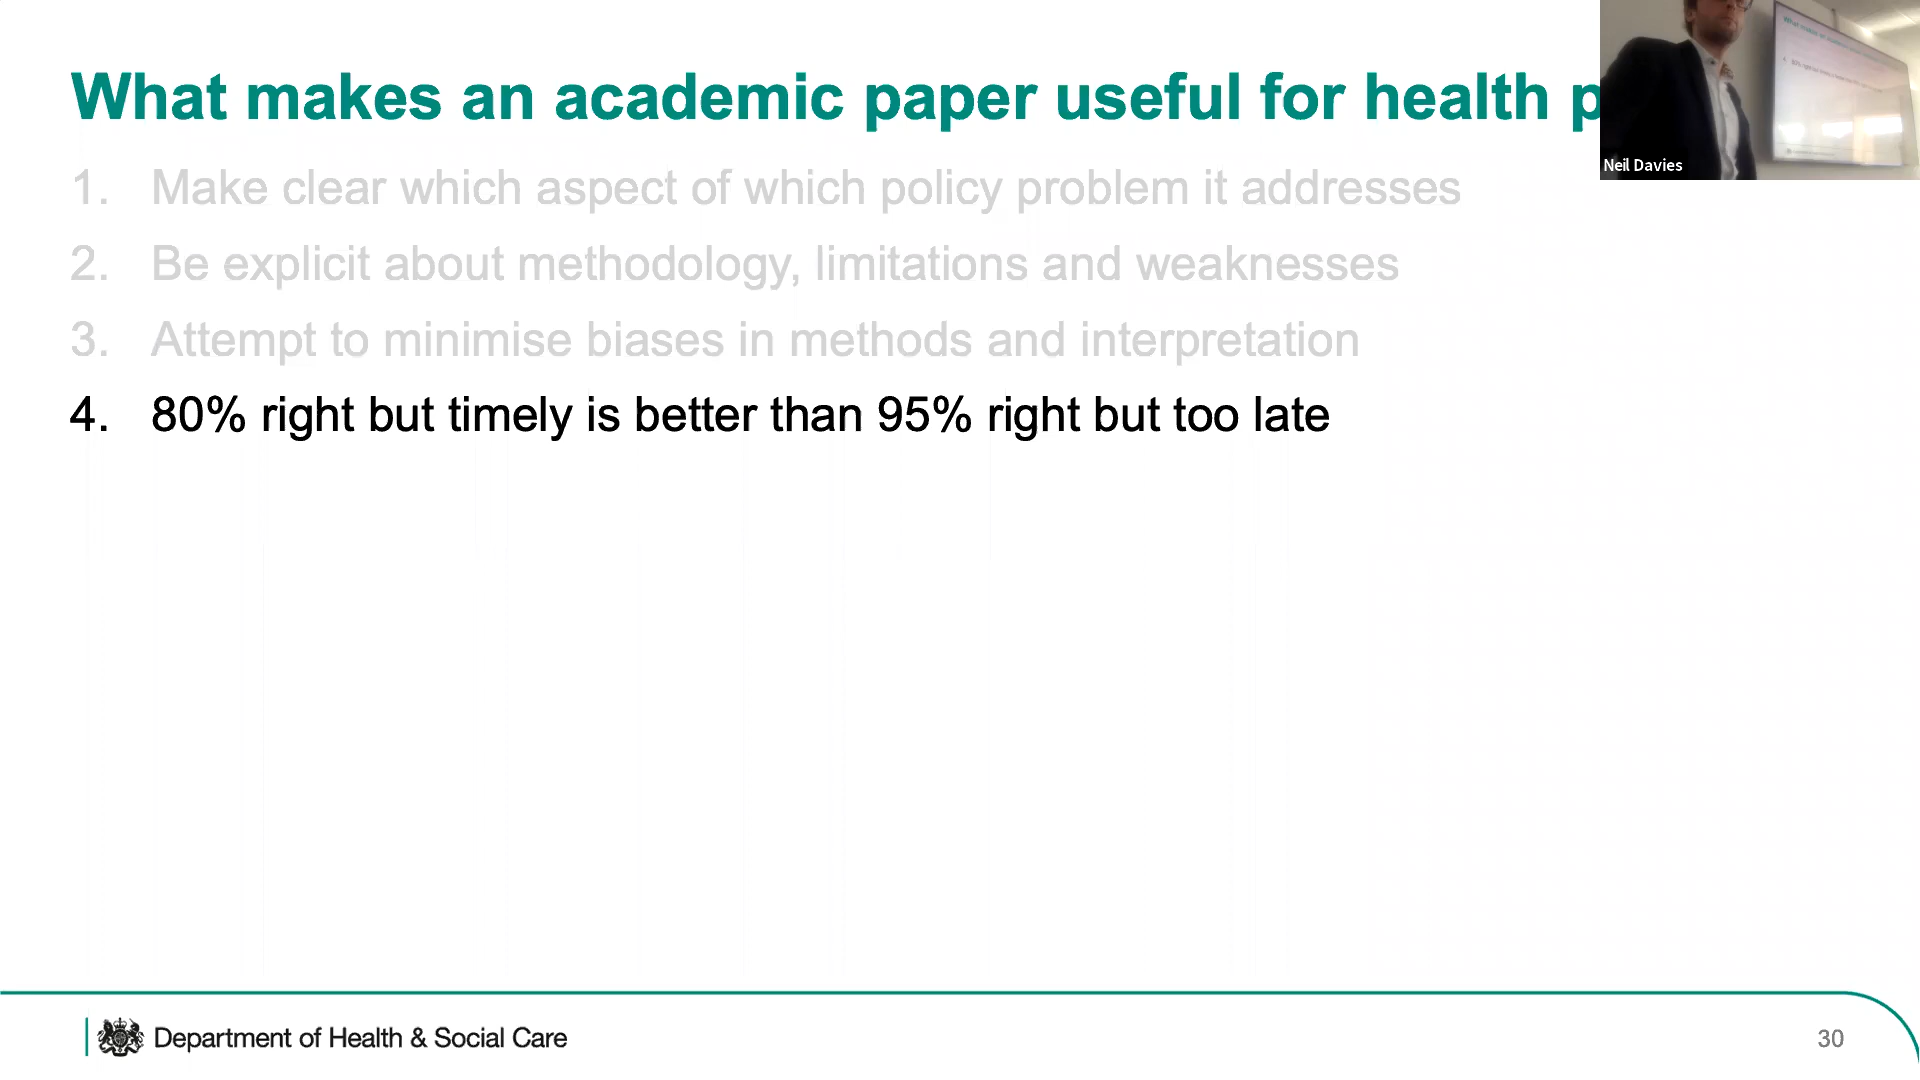 What makes an academic paper useful for health p
1. Make clear which aspect of which policy problem it addresses
2. Be explicit about methodology, limitations and weaknesses
3. Attempt to minimise biases in methods and interpretation
4. 80% right but timely is better than 95% right but too late
Neil Davies
Department of Health & Social Care
30